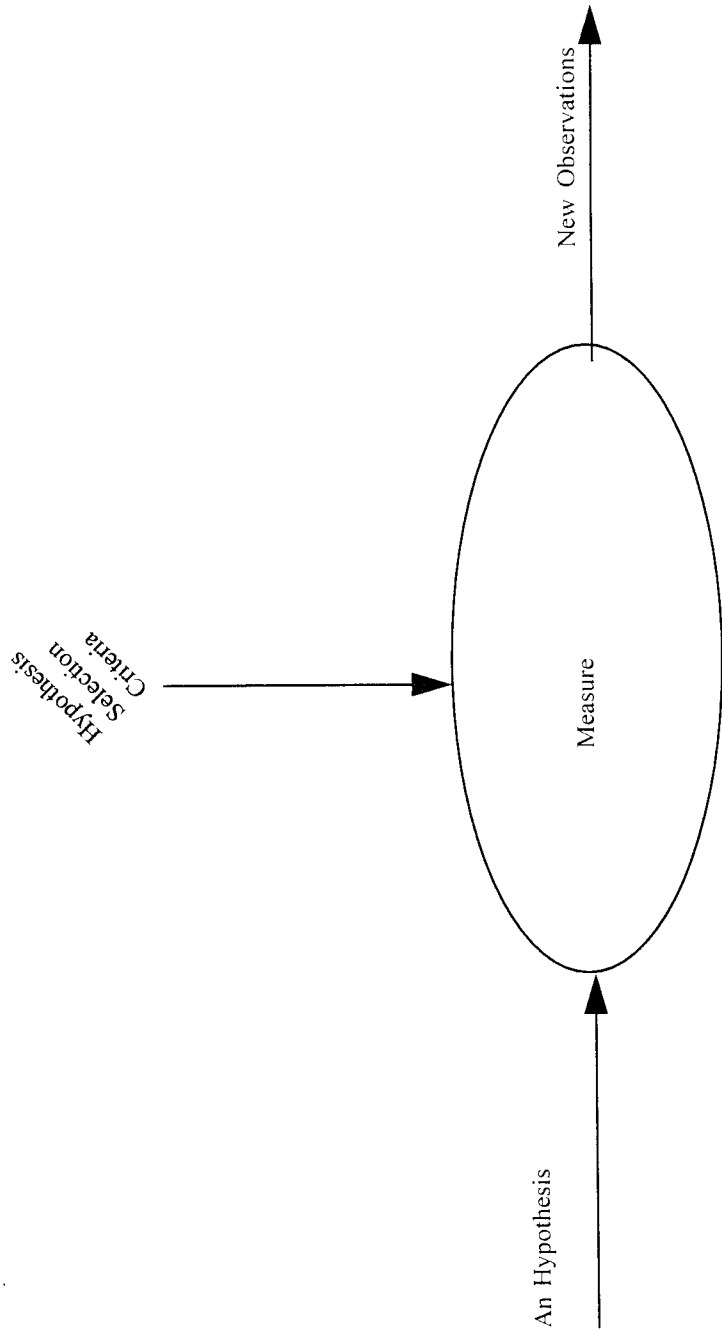 Hypothesis
Selection
Criteria
An Hypothesis
Measure
New Observations